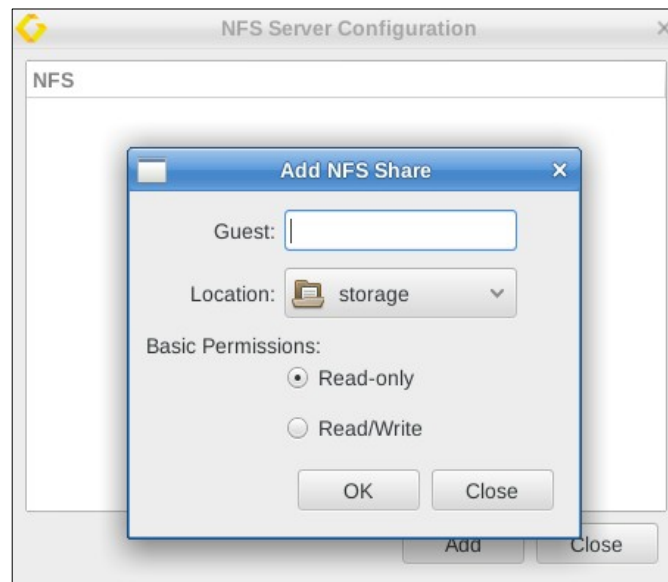 NFS Server Configuration
NFS
Add NFS Share
Guest:
Location: storage
Basic Permissions:
Read-only
Read/Write
OK Close
Add Close